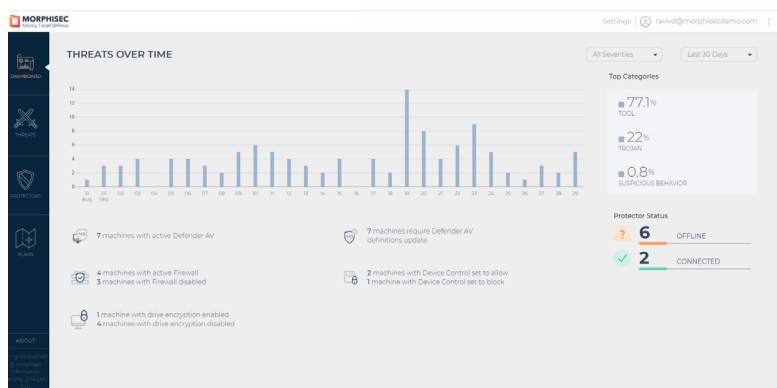 MORPHISEC
Moving Target Defense
Settings
ravivd@morphisecdemo.com
DASHBOARD
THREATS
PROTECTORS
PLANS
ABOUT
THREATS OVER TIME
All Severities
Last 30 Days
14
12
10
8
6
4
2
0
31 01 02 03 04 05 06 07 08 09 10 11 12 13 14 15 16 17 18 19 20 21 22 23 24 25 26 27 28 29
Aug Sep
Top Categories
77.1%
TOOL
22%
TROJAN
0.8%
SUSPICIOUS BEHAVIOR
Protector Status
6 OFFLINE
2 CONNECTED
7 machines with active Defender AV
7 machines require Defender AV
definitions update
4 machines with active Firewall
3 machines with Firewall disabled
2 machines with Device Control set to allow
1 machine with Device Control set to block
1 machine with drive encryption enabled
4 machines with drive encryption disabled